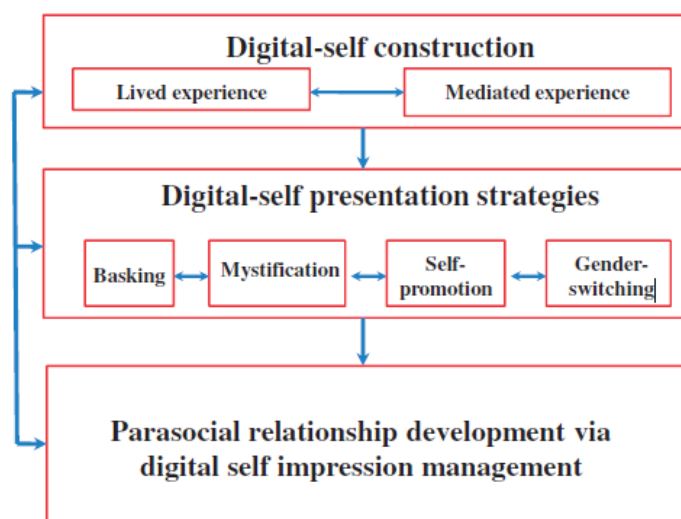 Digital-self construction
Lived experience
Mediated experience
Digital-self presentation strategies
Basking
Mystification
Self-
promotion
Gender-
switching
Parasocial relationship development via
digital self impression management